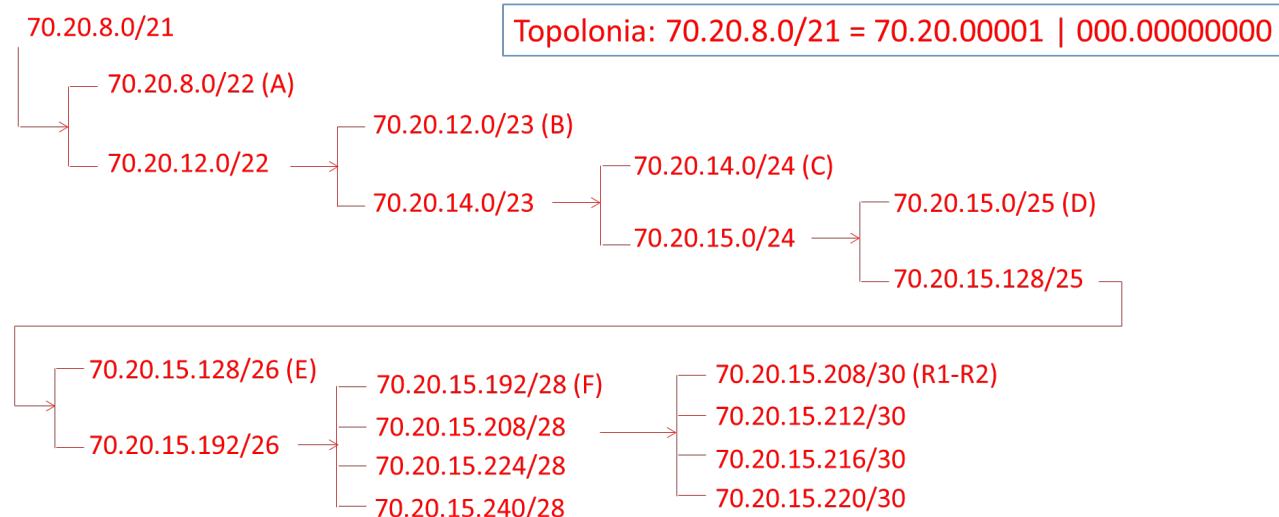 70.20.8.0/21
Topolonia: 70.20.8.0/21 = 70.20.00001 | 000.00000000
70.20.8.0/22 (A)
70.20.12.0/22
70.20.12.0/23 (B)
70.20.14.0/23
70.20.14.0/24 (C)
70.20.15.0/24
70.20.15.0/25 (D)
70.20.15.128/25
70.20.15.128/26 (E)
70.20.15.192/26
70.20.15.192/28 (F)
70.20.15.208/28
70.20.15.224/28
70.20.15.240/28
70.20.15.208/30 (R1-R2)
70.20.15.212/30
70.20.15.216/30
70.20.15.220/30